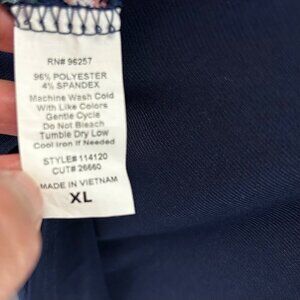 RN# 96257
96% POLYESTER
4% SPANDEX
Machine Wash Cold
With Like Colors
Gentle Cycle
Do Not Bleach
Tumble Dry Low
Cool Iron If Needed
STYLE# 114120
CUT# 26660
MADE IN VIETNAM
XL